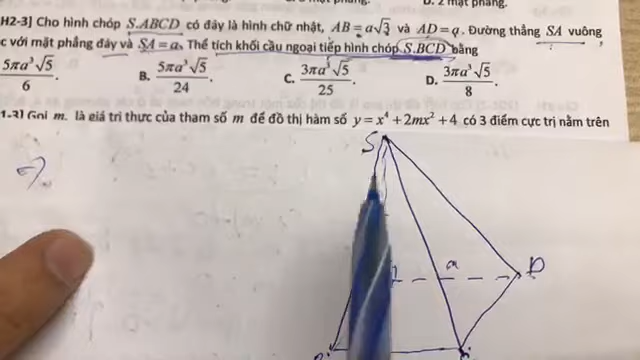 D. 2 mặt phẳng.
H2-3] Cho hình chóp S.ABCD có đáy là hình chữ nhật, AB = a√3 và AD = a. Đường thẳng SA vuông
c với mặt phẳng đáy và SA = a. Thể tích khối cầu ngoại tiếp hình chóp S.BCD bằng
5πa³√5/6. B. 5πa³√5/24. C. 3πa³√5/25. D. 3πa³√5/8.
Gọi m là giá trị thực của tham số m để đồ thị hàm số y = x⁴ + 2mx² + 4 có 3 điểm cực trị nằm trên
S
a
D